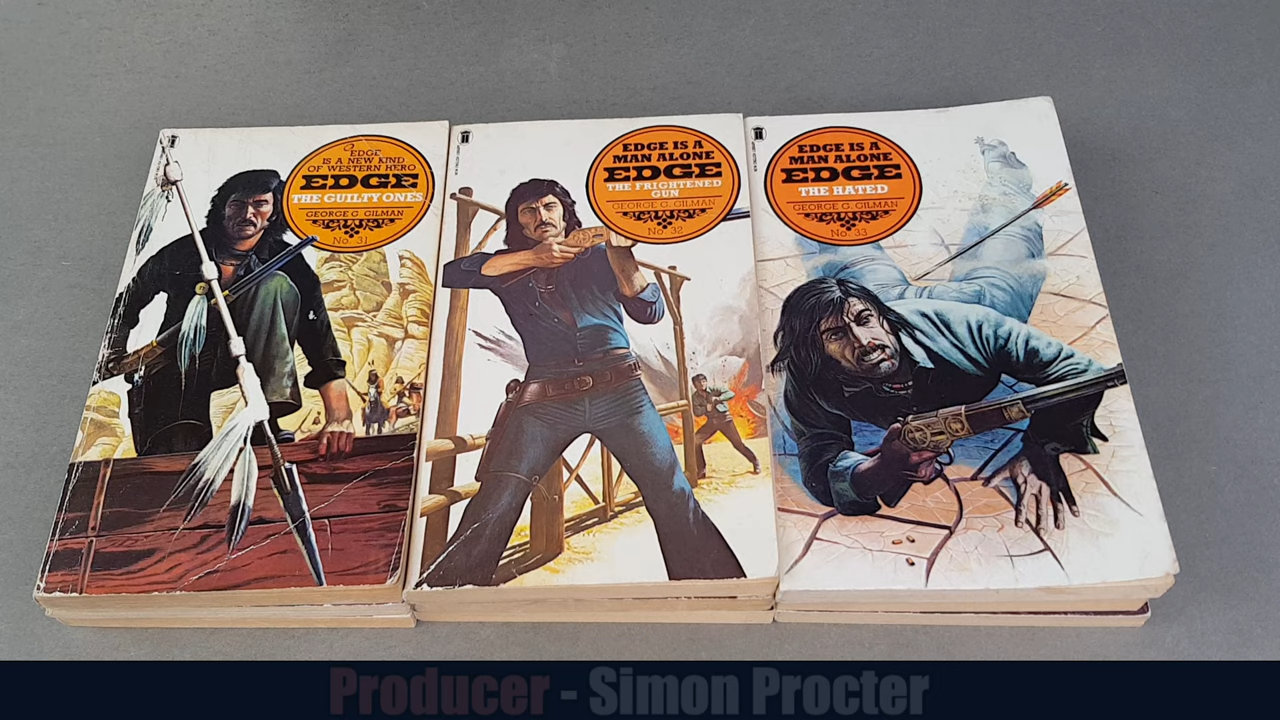 EDGE
IS A NEW KIND
OF WESTERN HERO
EDGE
THE GUILTY ONES
GEORGE G. GILMAN
No. 31
EDGE IS A
MAN ALONE
EDGE
THE FRIGHTENED
GUN
GEORGE G. GILMAN
No. 32
EDGE IS A
MAN ALONE
EDGE
THE HATED
GEORGE G. GILMAN
No. 33
Producer - Simon Procter